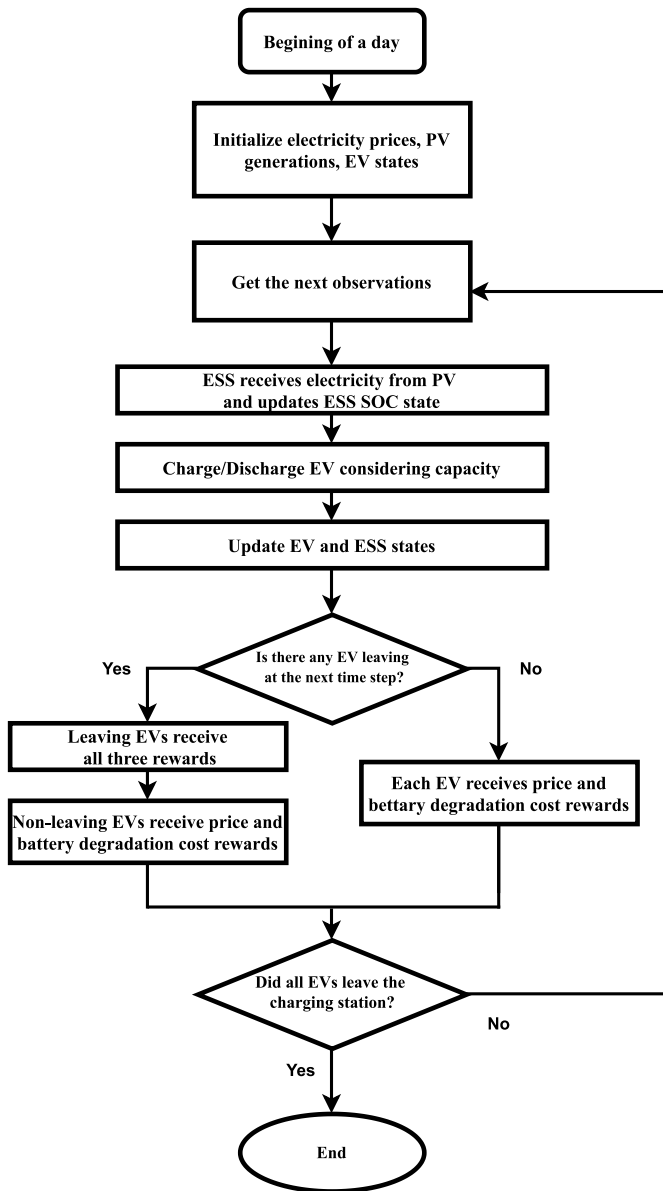 Begining of a day
Initialize electricity prices, PV
generations, EV states
Get the next observations
ESS receives electricity from PV
and updates ESS SOC state
Charge/Discharge EV considering capacity
Update EV and ESS states
Is there any EV leaving
at the next time step?
Yes
No
Leaving EVs receive
all three rewards
Non-leaving EVs receive price and
battery degradation cost rewards
Each EV receives price and
bettary degradation cost rewards
Did all EVs leave the
charging station?
No
Yes
End